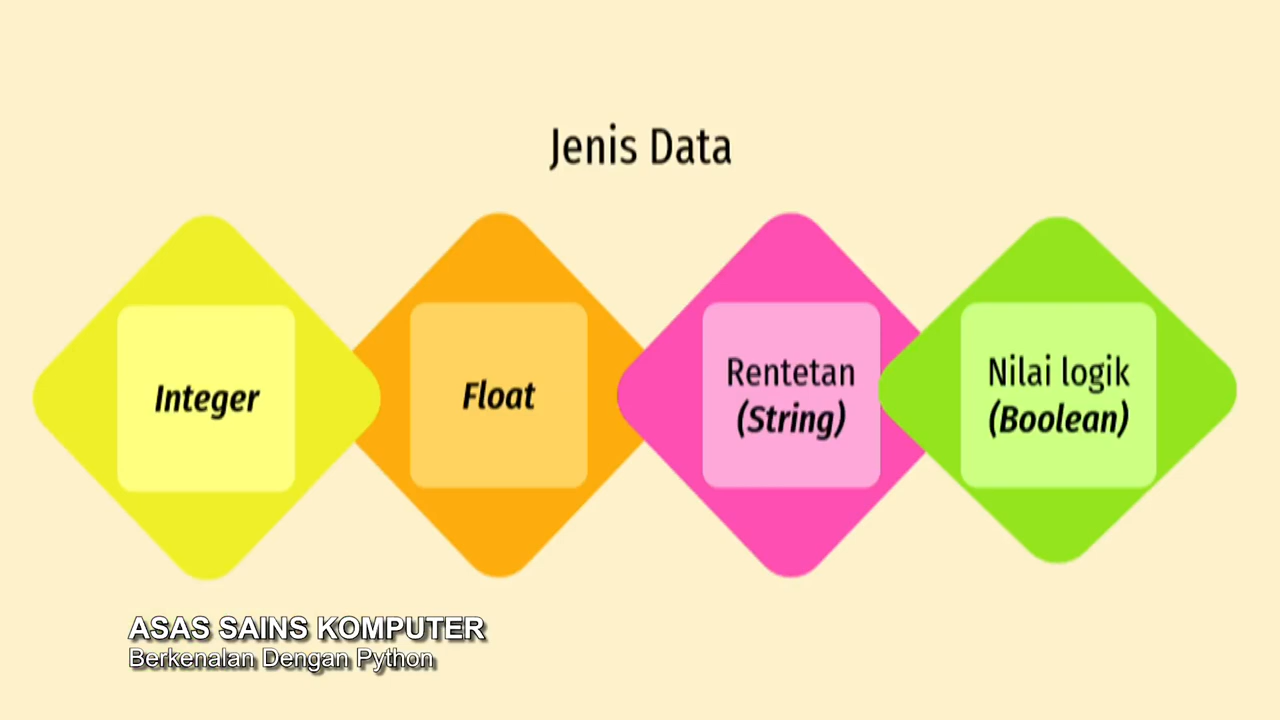 Jenis Data
Integer
Float
Rentetan
(String)
Nilai logik
(Boolean)
ASAS SAINS KOMPUTER
Berkenalan Dengan Python